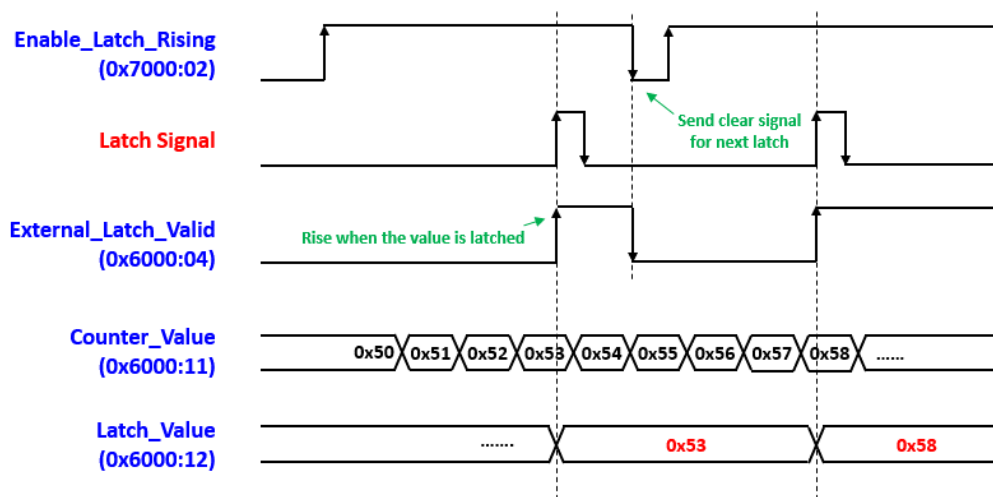 Enable_Latch_Rising
(0x7000:02)
Send clear signal
for next latch
Latch Signal
External_Latch_Valid
(0x6000:04)
Rise when the value is latched
Counter_Value
(0x6000:11)
0x50 0x51 0x52 0x53 0x54 0x55 0x56 0x57 0x58 ......
Latch_Value
(0x6000:12)
....... 0x53 0x58